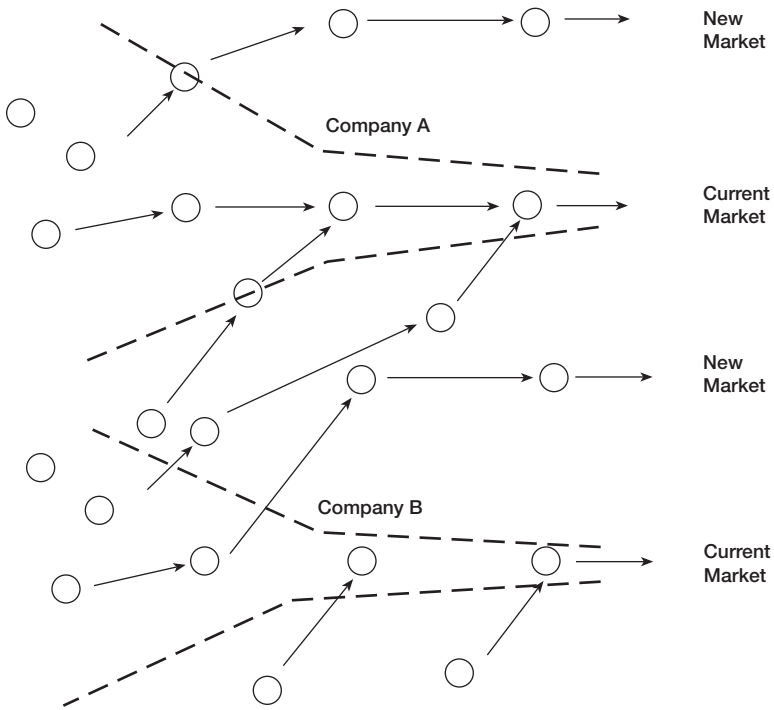 New
Market
Company A
Current
Market
New
Market
Company B
Current
Market